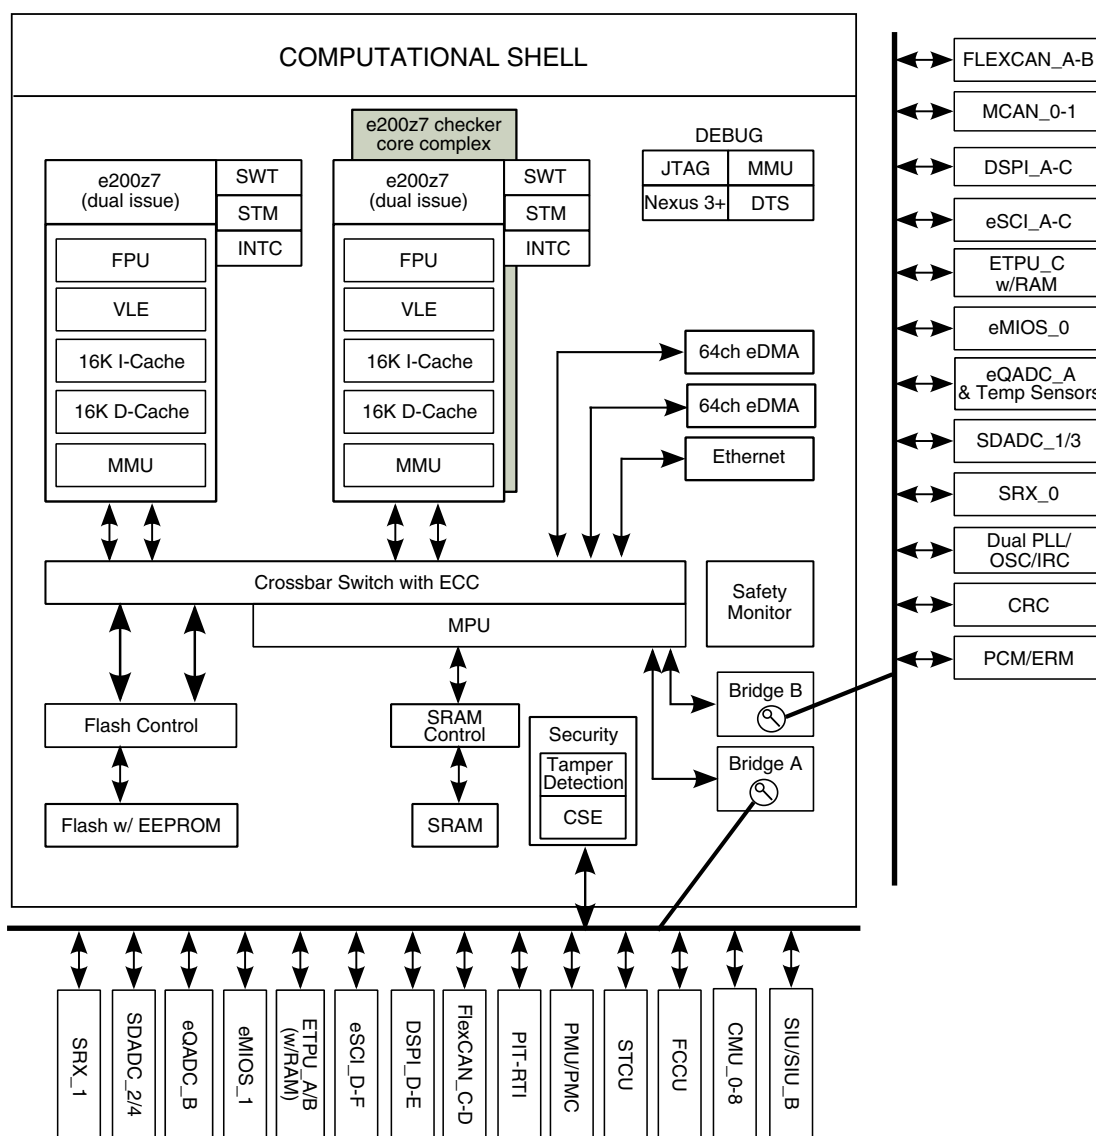 COMPUTATIONAL SHELL
e200z7 checker
core complex
e200z7
(dual issue)
SWT
STM
INTC
FPU
VLE
16K I-Cache
16K D-Cache
MMU
e200z7
(dual issue)
SWT
STM
INTC
FPU
VLE
16K I-Cache
16K D-Cache
MMU
DEBUG
JTAG
MMU
Nexus 3+
DTS
64ch eDMA
64ch eDMA
Ethernet
Crossbar Switch with ECC
MPU
Safety
Monitor
Flash Control
Flash w/ EEPROM
SRAM
Control
SRAM
Security
Tamper
Detection
CSE
Bridge B
Bridge A
FLEXCAN_A-B
MCAN_0-1
DSPI_A-C
eSCI_A-C
ETPU_C
w/RAM
eMIOS_0
eQADC_A
& Temp Sensors
SDADC_1/3
SRX_0
Dual PLL/
OSC/IRC
CRC
PCM/ERM
SRX_1
SDADC_2/4
eQADC_B
eMIOS_1
ETPU_A/B
(w/RAM)
eSCI_D-F
DSPI_D-E
FlexCAN_C-D
PIT-RTI
PMU/PMC
STCU
FCCU
CMU_0-8
SIU/SIU_B